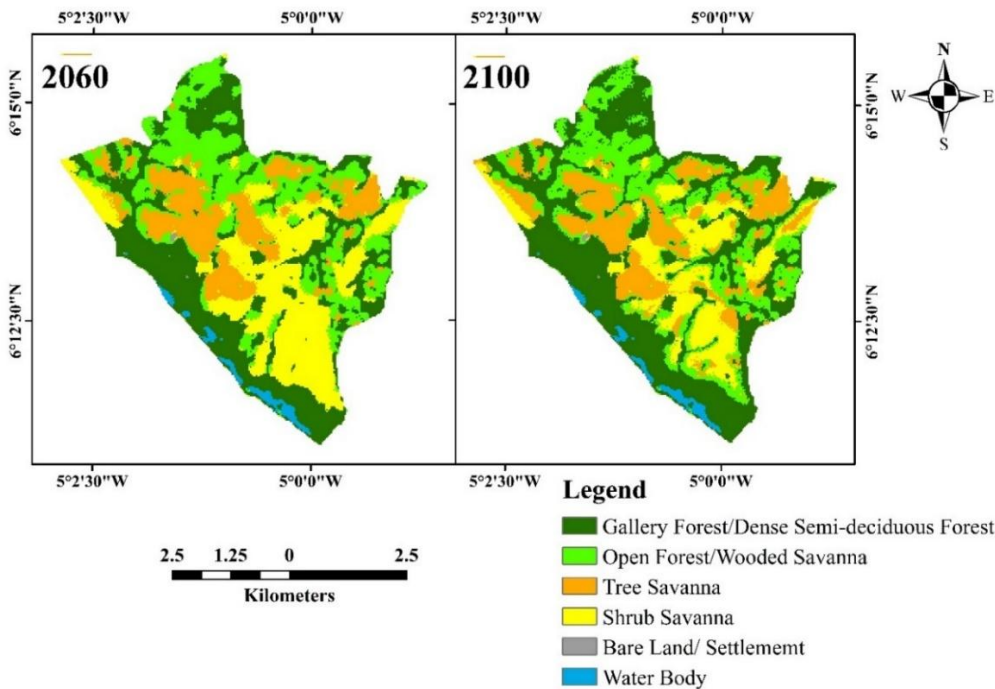 5°2'30"W 5°0'0"W 5°2'30"W 5°0'0"W
2060 2100
N
W E
S
6°15'0"N 6°15'0"N
6°12'30"N 6°12'30"N
5°2'30"W 5°0'0"W 5°2'30"W 5°0'0"W
Legend
Gallery Forest/Dense Semi-deciduous Forest
Open Forest/Wooded Savanna
Tree Savanna
Shrub Savanna
Bare Land/ Settlememt
Water Body
2.5 1.25 0 2.5
Kilometers